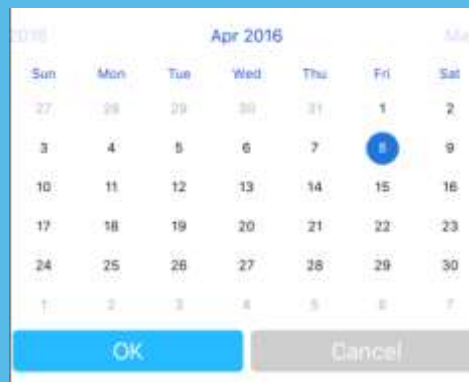 2016 Apr 2016 Ma
Sun Mon Tue Wed Thu Fri Sat
27 28 29 30 31 1 2
3 4 5 6 7 8 9
10 11 12 13 14 15 16
17 18 19 20 21 22 23
24 25 26 27 28 29 30
1 2 3 4 5 6 7
OK Cancel